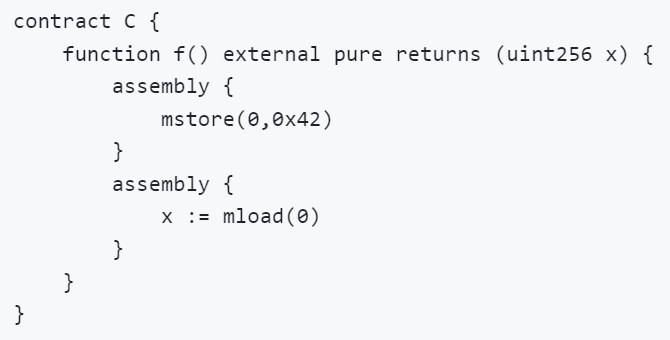 contract C {
    function f() external pure returns (uint256 x) {
        assembly {
            mstore(0,0x42)
        }
        assembly {
            x := mload(0)
        }
    }
}